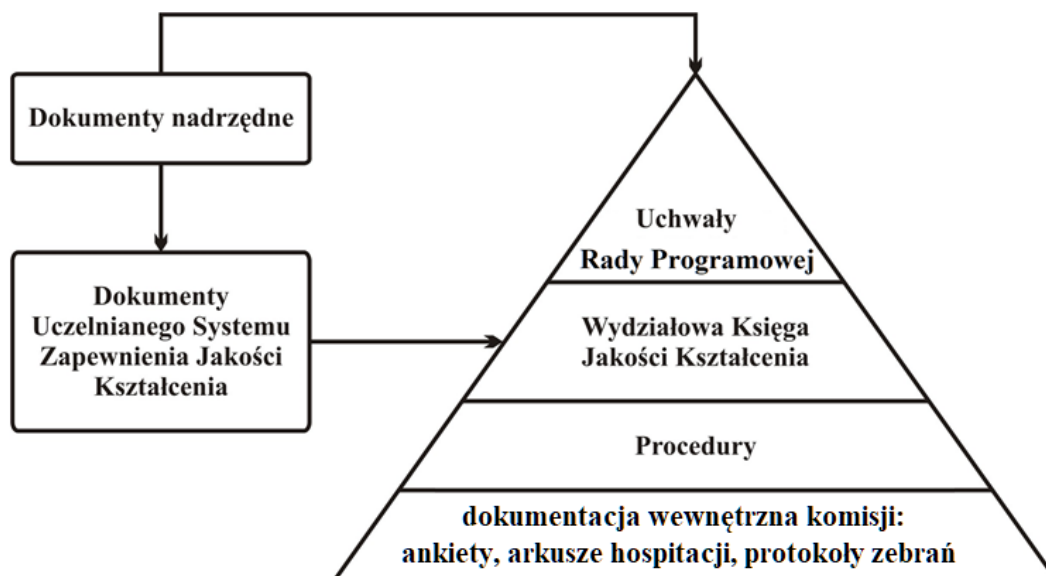 Dokumenty nadrzędne
Dokumenty
Uczelnianego Systemu
Zapewnienia Jakości
Kształcenia
Uchwały
Rady Programowej
Wydziałowa Księga
Jakości Kształcenia
Procedury
dokumentacja wewnętrzna komisji:
ankiety, arkusze hospitacji, protokoły zebrań